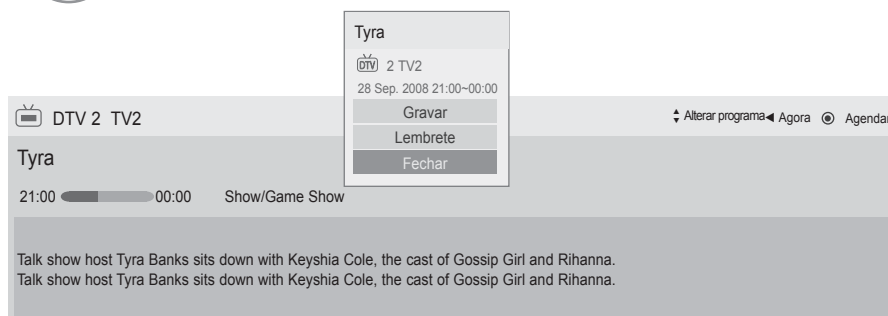 Tyra
DTV 2 TV2
28 Sep. 2008 21:00~00:00
Gravar
Lembrete
Fechar
DTV 2 TV2
Alterar programa Agora Agendar
Tyra
21:00 00:00 Show/Game Show
Talk show host Tyra Banks sits down with Keyshia Cole, the cast of Gossip Girl and Rihanna.
Talk show host Tyra Banks sits down with Keyshia Cole, the cast of Gossip Girl and Rihanna.